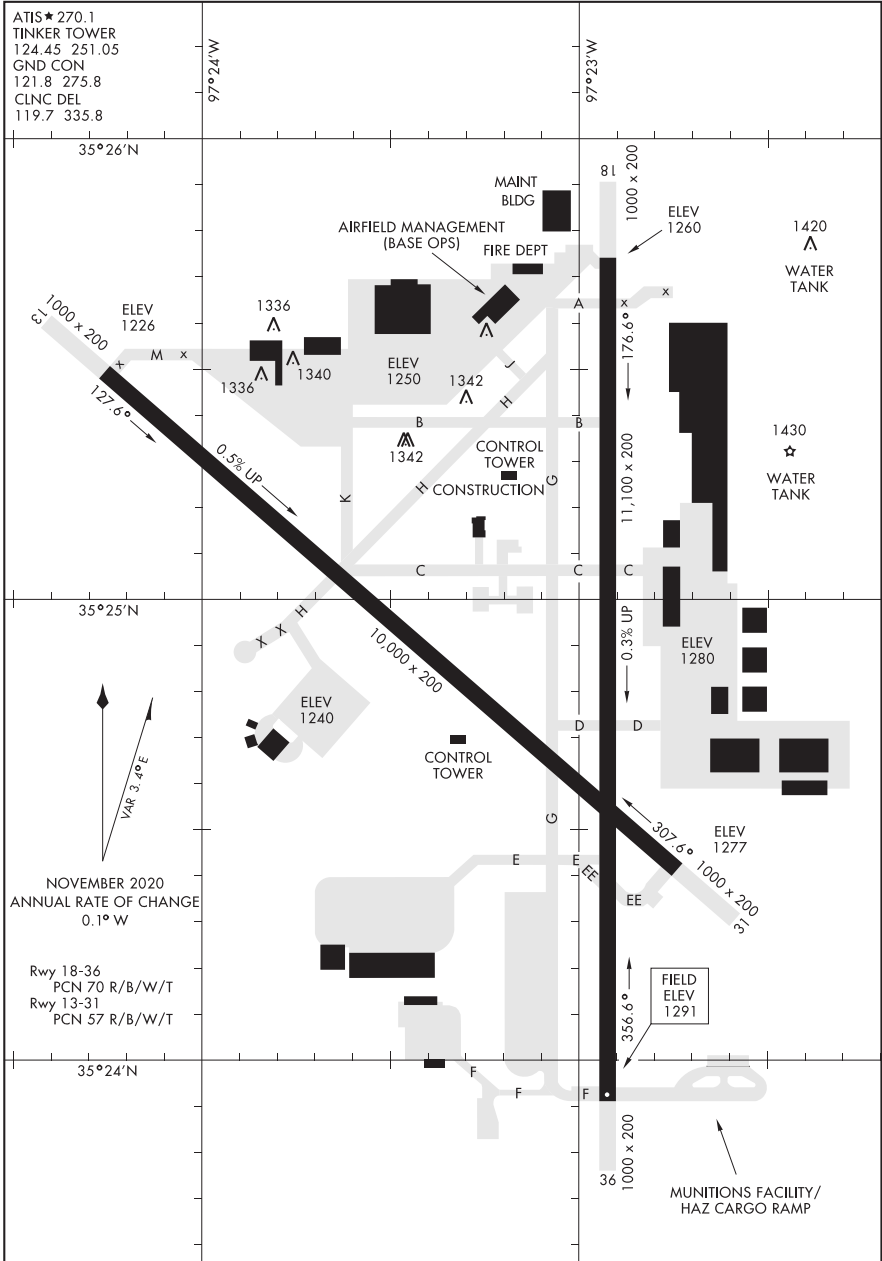 ATIS★ 270.1
TINKER TOWER
124.45 251.05
GND CON
121.8 275.8
CLNC DEL
119.7 335.8
97°24'W
97°23'W
35°26'N
18
1000 x 200
MAINT
BLDG
ELEV
1260
AIRFIELD MANAGEMENT
(BASE OPS)
FIRE DEPT
1420
WATER
TANK
13
1000 x 200
ELEV
1226
1336
A
x
x
M
x
x
1336
1340
ELEV
1250
J
176.6°
127.6°
1342
H
B
B
1342
0.5% UP
CONTROL
TOWER
CONSTRUCTION
11,100 x 200
1430
WATER
TANK
K
H
G
C
C
C
35°25'N
H
X
X
10,000 x 200
0.3% UP
ELEV
1280
ELEV
1240
D
D
VAR 3.4° E
CONTROL
TOWER
G
307.6°
ELEV
1277
E
E
EE
EE
1000 x 200
31
NOVEMBER 2020
ANNUAL RATE OF CHANGE
0.1° W
Rwy 18-36
PCN 70 R/B/W/T
Rwy 13-31
PCN 57 R/B/W/T
356.6°
FIELD
ELEV
1291
35°24'N
F
F
F
36
1000 x 200
MUNITIONS FACILITY/
HAZ CARGO RAMP